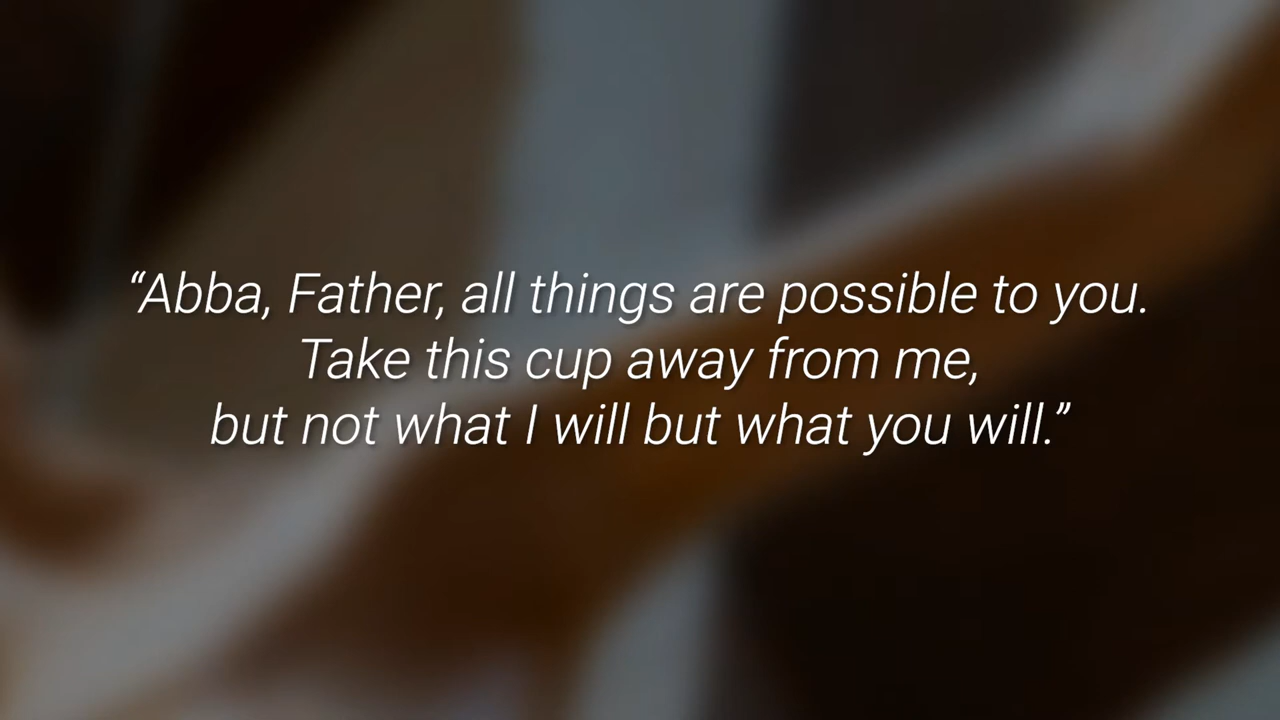 “Abba, Father, all things are possible to you.
Take this cup away from me,
but not what I will but what you will.”